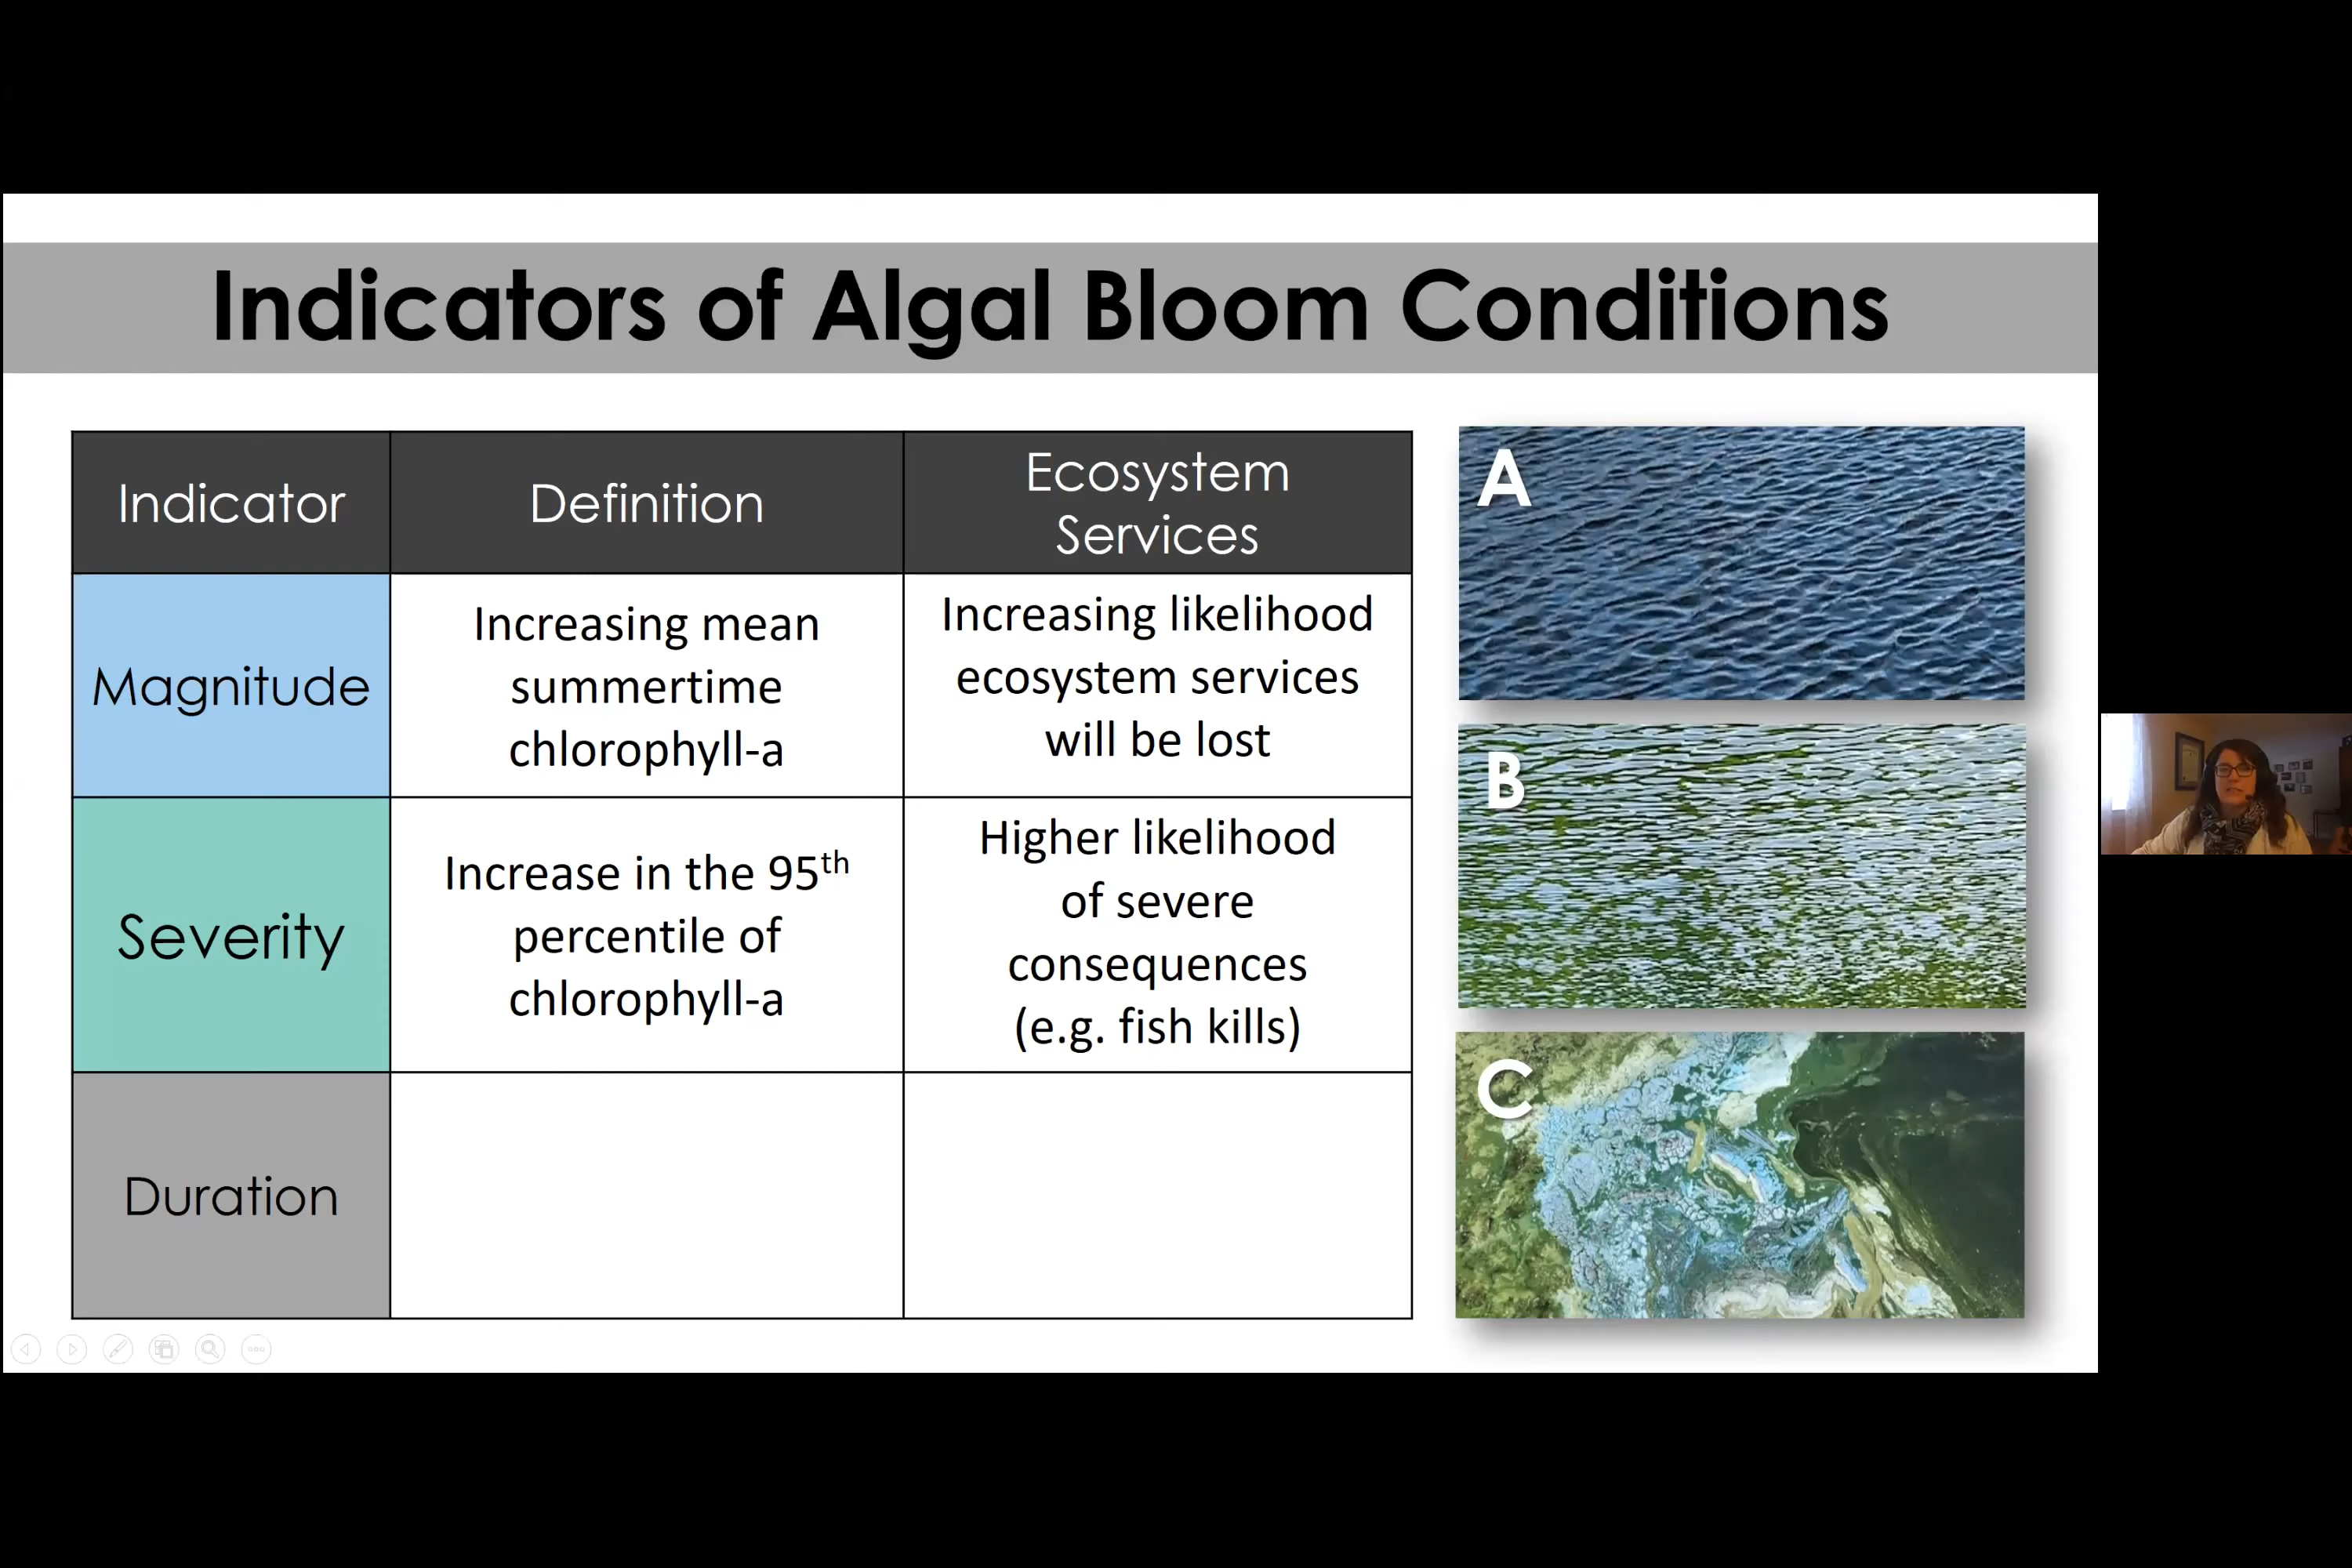 Indicators of Algal Bloom Conditions
Indicator
Definition
Ecosystem
Services
Magnitude
Increasing mean
summertime
chlorophyll-a
Increasing likelihood
ecosystem services
will be lost
Severity
Increase in the 95th
percentile of
chlorophyll-a
Higher likelihood
of severe
consequences
(e.g. fish kills)
Duration
A
B
C